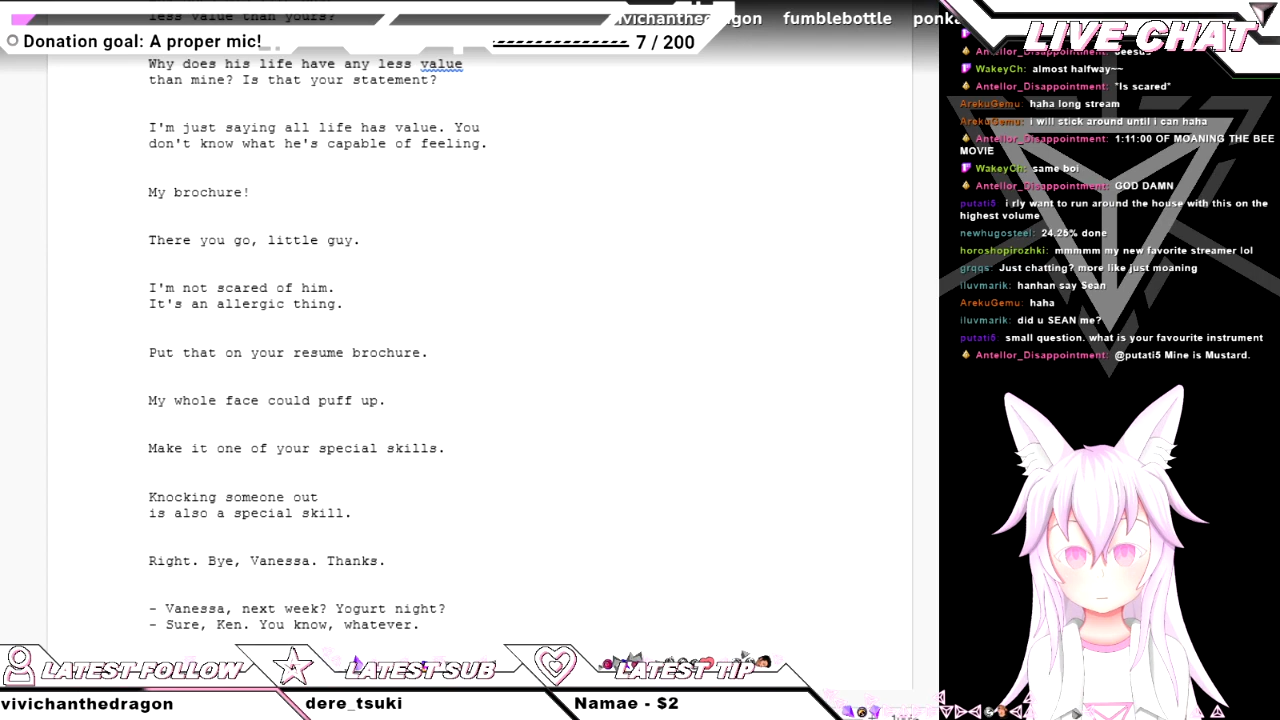 less value than yours?
vivichanthedragon fumblebottle ponka
Donation goal: A proper mic!
7 / 200
Why does his life have any less value
than mine? Is that your statement?
I'm just saying all life has value. You
don't know what he's capable of feeling.
My brochure!
There you go, little guy.
I'm not scared of him.
It's an allergic thing.
Put that on your resume brochure.
My whole face could puff up.
Make it one of your special skills.
Knocking someone out
is also a special skill.
Right. Bye, Vanessa. Thanks.
- Vanessa, next week? Yogurt night?
- Sure, Ken. You know, whatever.
LATEST FOLLOW
LATEST SUB
LATEST TIP
vivichanthedragon
dere_tsuki
Namae - $2
LIVE CHAT
Antellor_Disappointment:
WakeyCh: almost halfway~~
Antellor_Disappointment: *Is scared*
ArekuGemu: haha long stream
ArekuGemu: i will stick around until i can haha
Antellor_Disappointment: 1:11:00 OF MOANING THE BEE
MOVIE
WakeyCh: same boi
Antellor_Disappointment: GOD DAMN
putati5 i rly want to run around the house with this on the
highest volume
newhugosteel: 24.25% done
horoshopirozhki: mmmmm my new favorite streamer lol
grqqs: Just chatting? more like just moaning
iluvmarik: hanhan say Sean
ArekuGemu: haha
iluvmarik: did u SEAN me?
putati5 small question. what is your favourite instrument
Antellor_Disappointment: @putati5 Mine is Mustard.